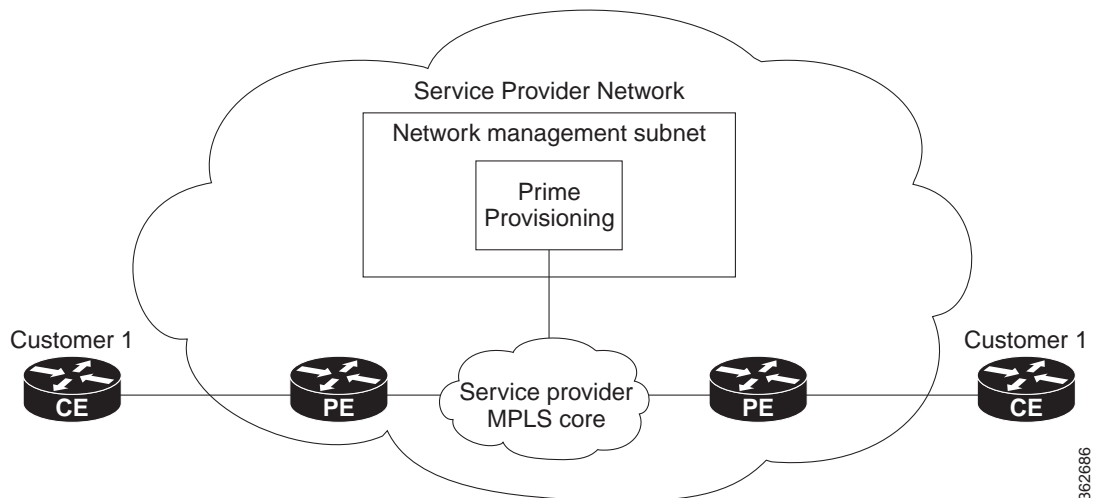 Service Provider Network
Network management subnet
Prime
Provisioning
Customer 1
Customer 1
CE
PE
Service provider
MPLS core
PE
CE
362686